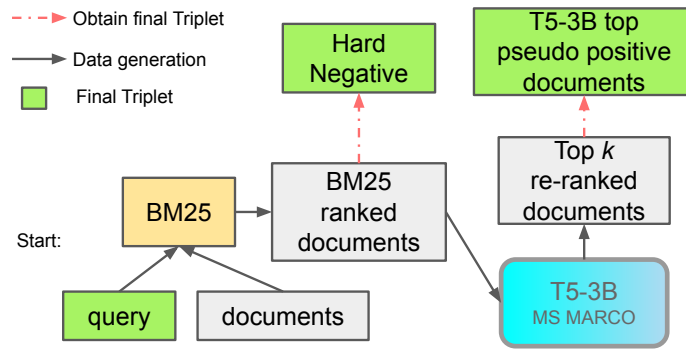 Obtain final Triplet
Data generation
Final Triplet
Hard
Negative
T5-3B top
pseudo positive
documents
BM25
BM25
ranked
documents
Top k
re-ranked
documents
Start:
query
documents
T5-3B
MS MARCO